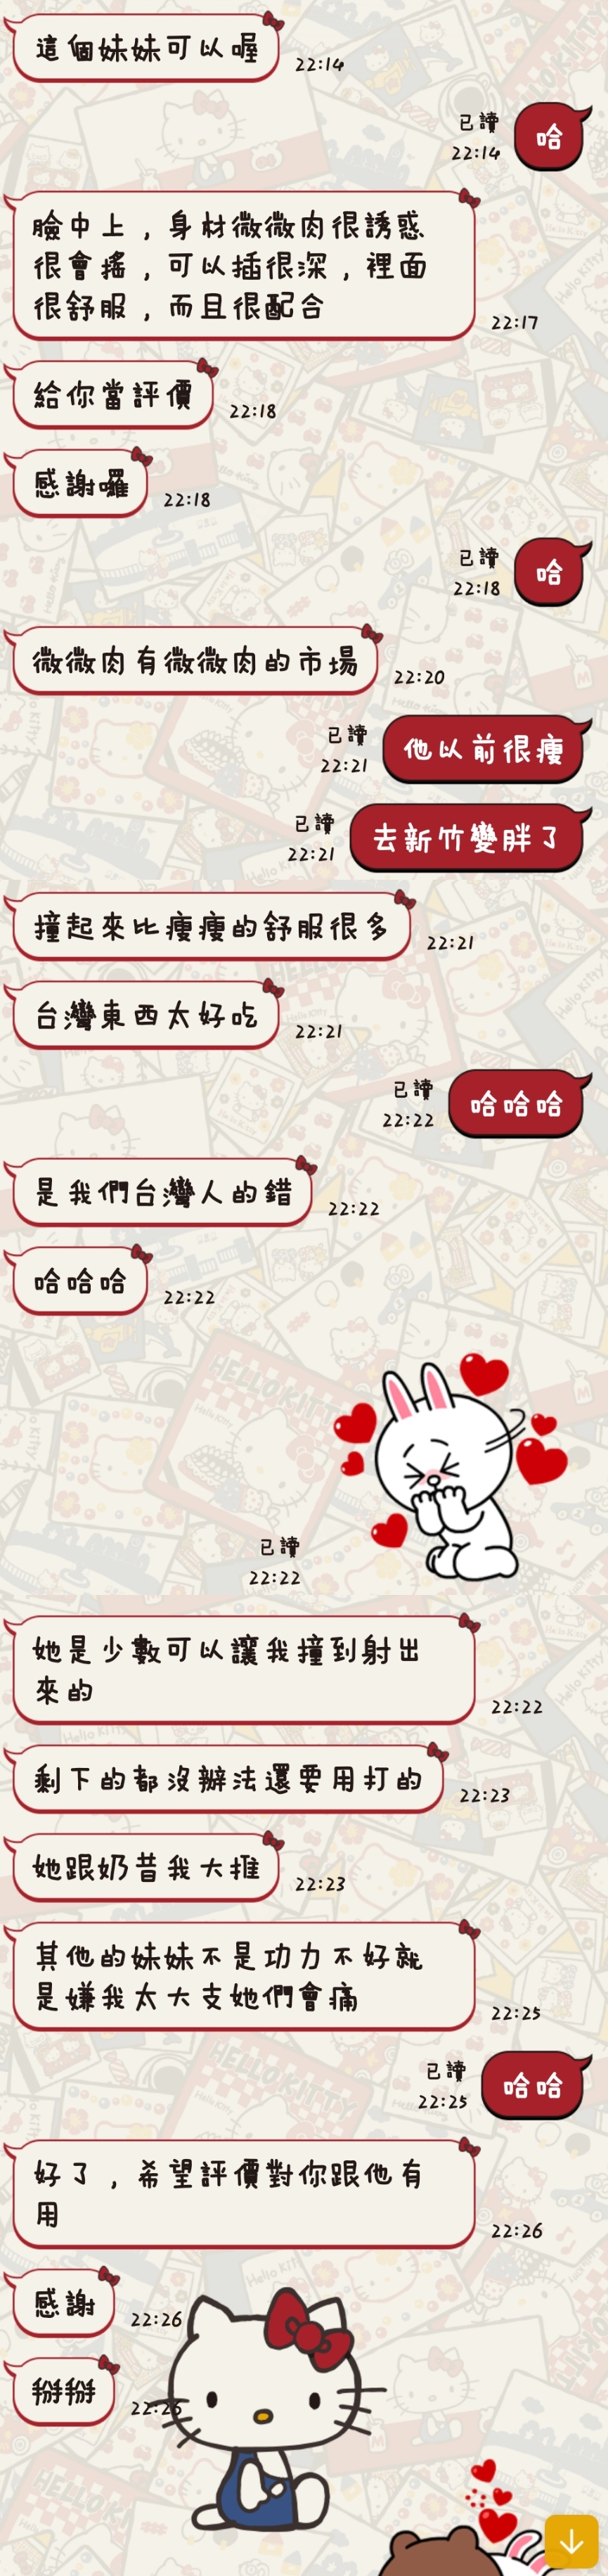 這個妹妹可以喔
22:14
已讀
22:14
哈
臉中上，身材微微肉很誘惑
很會搖，可以插很深，裡面
很舒服，而且很配合
22:17
給你當評價
22:18
感謝囉
22:18
已讀
22:18
哈
微微肉有微微肉的市場
22:20
已讀
22:21
他以前很瘦
已讀
22:21
去新竹變胖了
撞起來比瘦瘦的舒服很多
22:21
台灣東西太好吃
22:21
已讀
22:22
哈哈哈
是我們台灣人的錯
22:22
哈哈哈
22:22
已讀
22:22
她是少數可以讓我撞到射出
來的
22:22
剩下的都沒辦法還要用打的
22:23
她跟奶昔我大推
22:23
其他的妹妹不是功力不好就
是嫌我太大支她們會痛
22:25
已讀
22:25
哈哈
好了，希望評價對你跟他有
用
22:26
感謝
22:26
掰掰
22:26